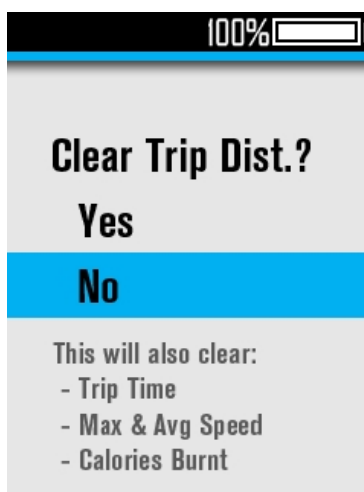 100%
Clear Trip Dist.?
Yes
No
This will also clear:
- Trip Time
- Max & Avg Speed
- Calories Burnt